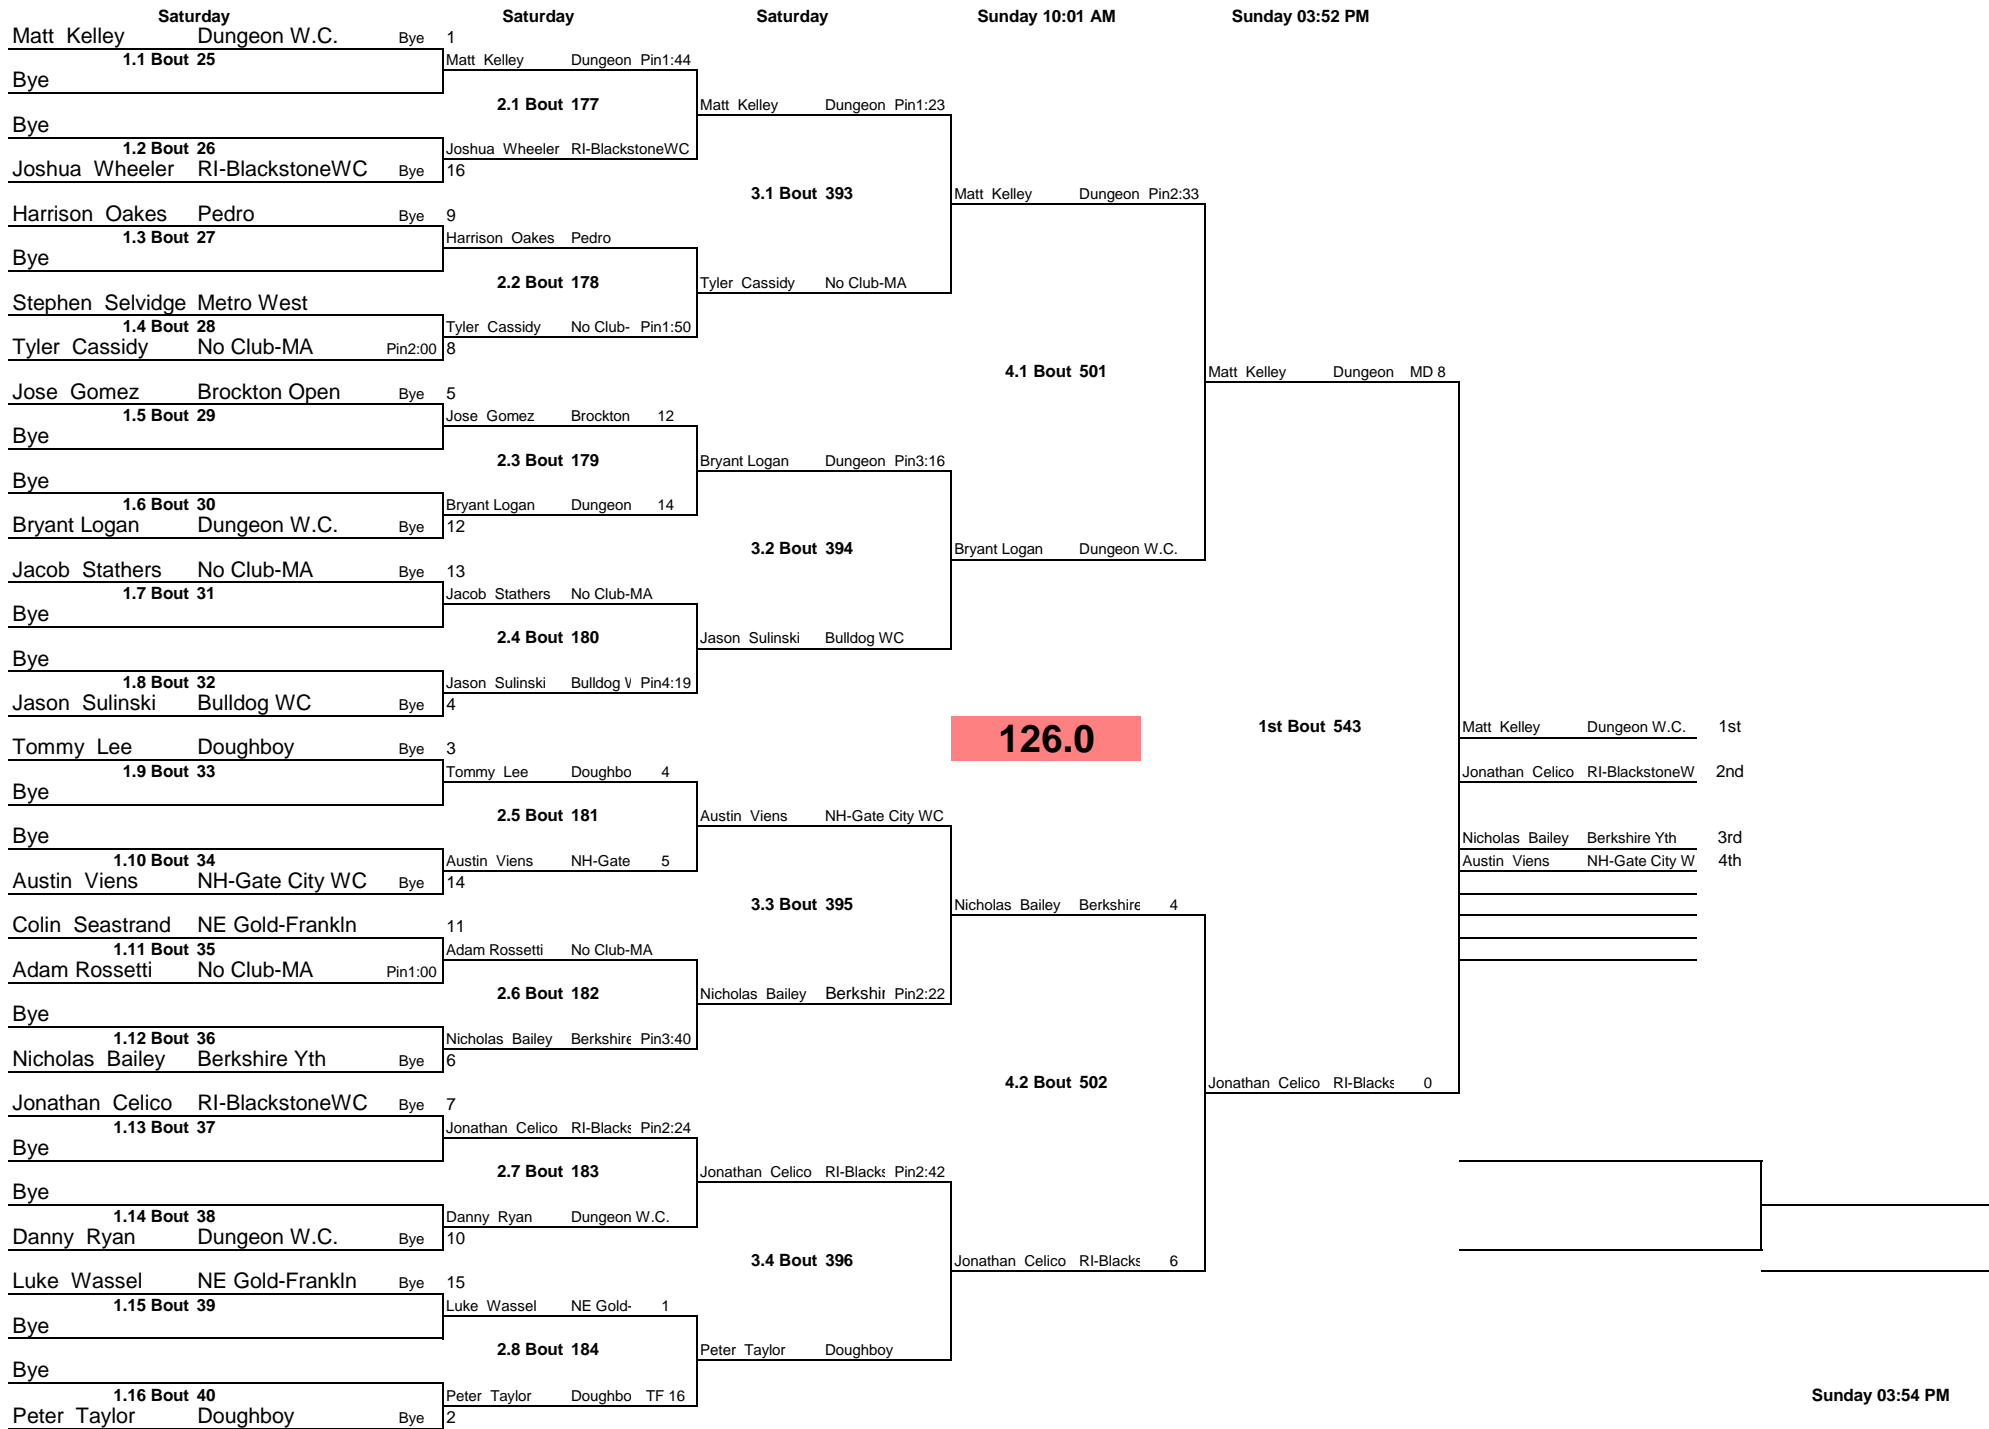 Saturday Saturday Saturday Sunday 10:01 AM Sunday 03:52 PM
Matt Kelley Dungeon W.C. Bye 1
1.1 Bout 25 Matt Kelley Dungeon Pin1:44
Bye
2.1 Bout 177 Matt Kelley Dungeon Pin1:23
Bye
1.2 Bout 26 Joshua Wheeler RI-BlackstoneWC
Joshua Wheeler RI-BlackstoneWC Bye 16
3.1 Bout 393 Matt Kelley Dungeon Pin2:33
Harrison Oakes Pedro Bye 9
1.3 Bout 27 Harrison Oakes Pedro
Bye
2.2 Bout 178 Tyler Cassidy No Club-MA
Stephen Selvidge Metro West
1.4 Bout 28 Tyler Cassidy No Club- Pin1:50
Tyler Cassidy No Club-MA Pin2:00 8
4.1 Bout 501 Matt Kelley Dungeon MD 8
Jose Gomez Brockton Open Bye 5
1.5 Bout 29 Jose Gomez Brockton 12
Bye
2.3 Bout 179 Bryant Logan Dungeon Pin3:16
Bye
1.6 Bout 30 Bryant Logan Dungeon 14
Bryant Logan Dungeon W.C. Bye 12
3.2 Bout 394 Bryant Logan Dungeon W.C.
Jacob Stathers No Club-MA Bye 13
1.7 Bout 31 Jacob Stathers No Club-MA
Bye
2.4 Bout 180 Jason Sulinski Bulldog WC
Bye
1.8 Bout 32 Jason Sulinski Bulldog Pin4:19
Jason Sulinski Bulldog WC Bye 4
126.0 1st Bout 543 Matt Kelley Dungeon W.C. 1st
Tommy Lee Doughboy Bye 3
1.9 Bout 33 Tommy Lee Doughbo 4 Jonathan Celico RI-BlackstoneW 2nd
Bye
2.5 Bout 181 Austin Viens NH-Gate City WC
Bye Nicholas Bailey Berkshire Yth 3rd
1.10 Bout 34 Austin Viens NH-Gate 5 Austin Viens NH-Gate City W 4th
Austin Viens NH-Gate City WC Bye 14
3.3 Bout 395 Nicholas Bailey Berkshire 4
Colin Seastrand NE Gold-Frankln 11
1.11 Bout 35 Adam Rossetti No Club-MA
Adam Rossetti No Club-MA Pin1:00
2.6 Bout 182 Nicholas Bailey Berkshir Pin2:22
Bye
1.12 Bout 36 Nicholas Bailey Berkshire Pin3:40
Nicholas Bailey Berkshire Yth Bye 6
4.2 Bout 502 Jonathan Celico RI-Blacks 0
Jonathan Celico RI-BlackstoneWC Bye 7
1.13 Bout 37 Jonathan Celico RI-Blacks Pin2:24
Bye
2.7 Bout 183 Jonathan Celico RI-Blacks Pin2:42
Bye
1.14 Bout 38 Danny Ryan Dungeon W.C.
Danny Ryan Dungeon W.C. Bye 10
3.4 Bout 396 Jonathan Celico RI-Blacks 6
Luke Wassel NE Gold-Frankln Bye 15
1.15 Bout 39 Luke Wassel NE Gold- 1
Bye
2.8 Bout 184 Peter Taylor Doughboy
Bye
1.16 Bout 40 Peter Taylor Doughbo TF 16 Sunday 03:54 PM
Peter Taylor Doughboy Bye 2